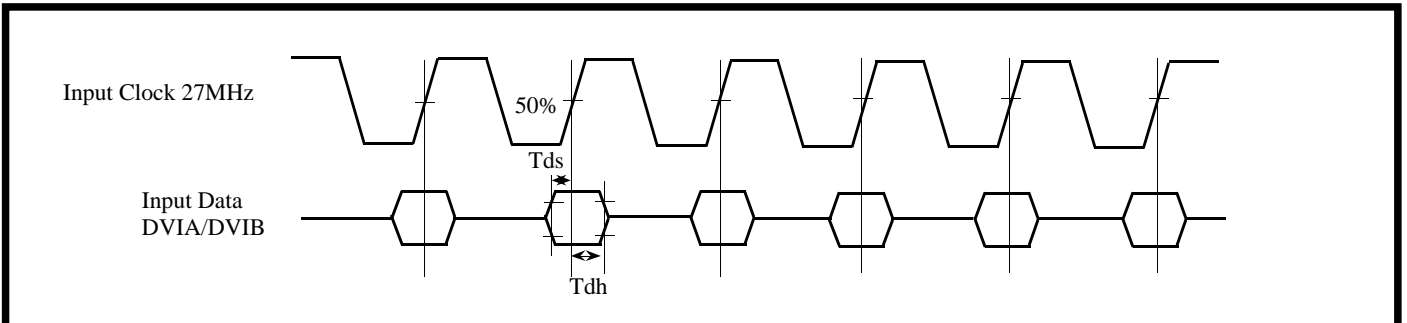 Input Clock 27MHz
50%
Tds
Input Data
DVIA/DVIB
Tdh